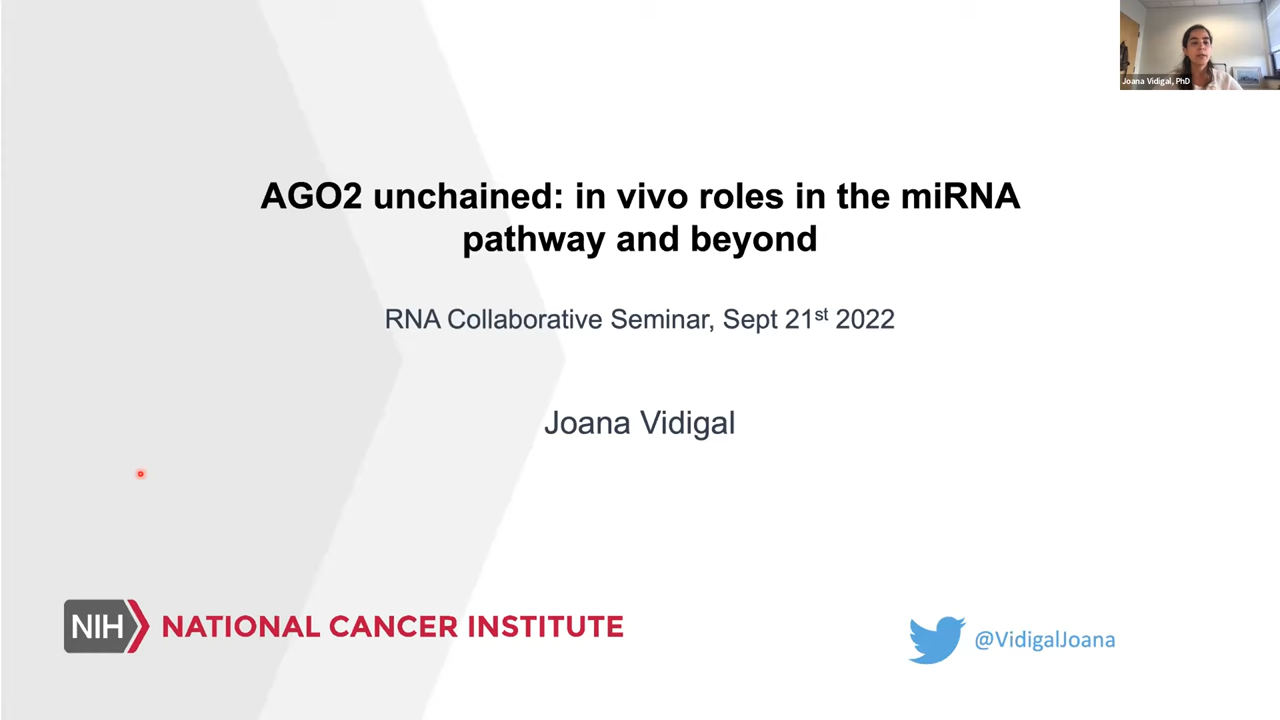 Joana Vidigal, PhD
AGO2 unchained: in vivo roles in the miRNA
pathway and beyond
RNA Collaborative Seminar, Sept 21st 2022
Joana Vidigal
NIH NATIONAL CANCER INSTITUTE
@VidigalJoana